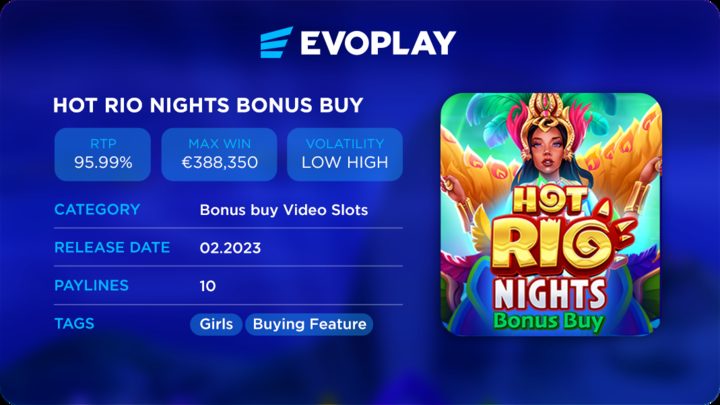 EVOPLAY
HOT RIO NIGHTS BONUS BUY
RTP
95.99%
MAX WIN
€388,350
VOLATILITY
LOW HIGH
CATEGORY
Bonus buy Video Slots
RELEASE DATE
02.2023
PAYLINES
10
TAGS
Girls
Buying Feature
HOT
RIO
NIGHTS
Bonus Buy